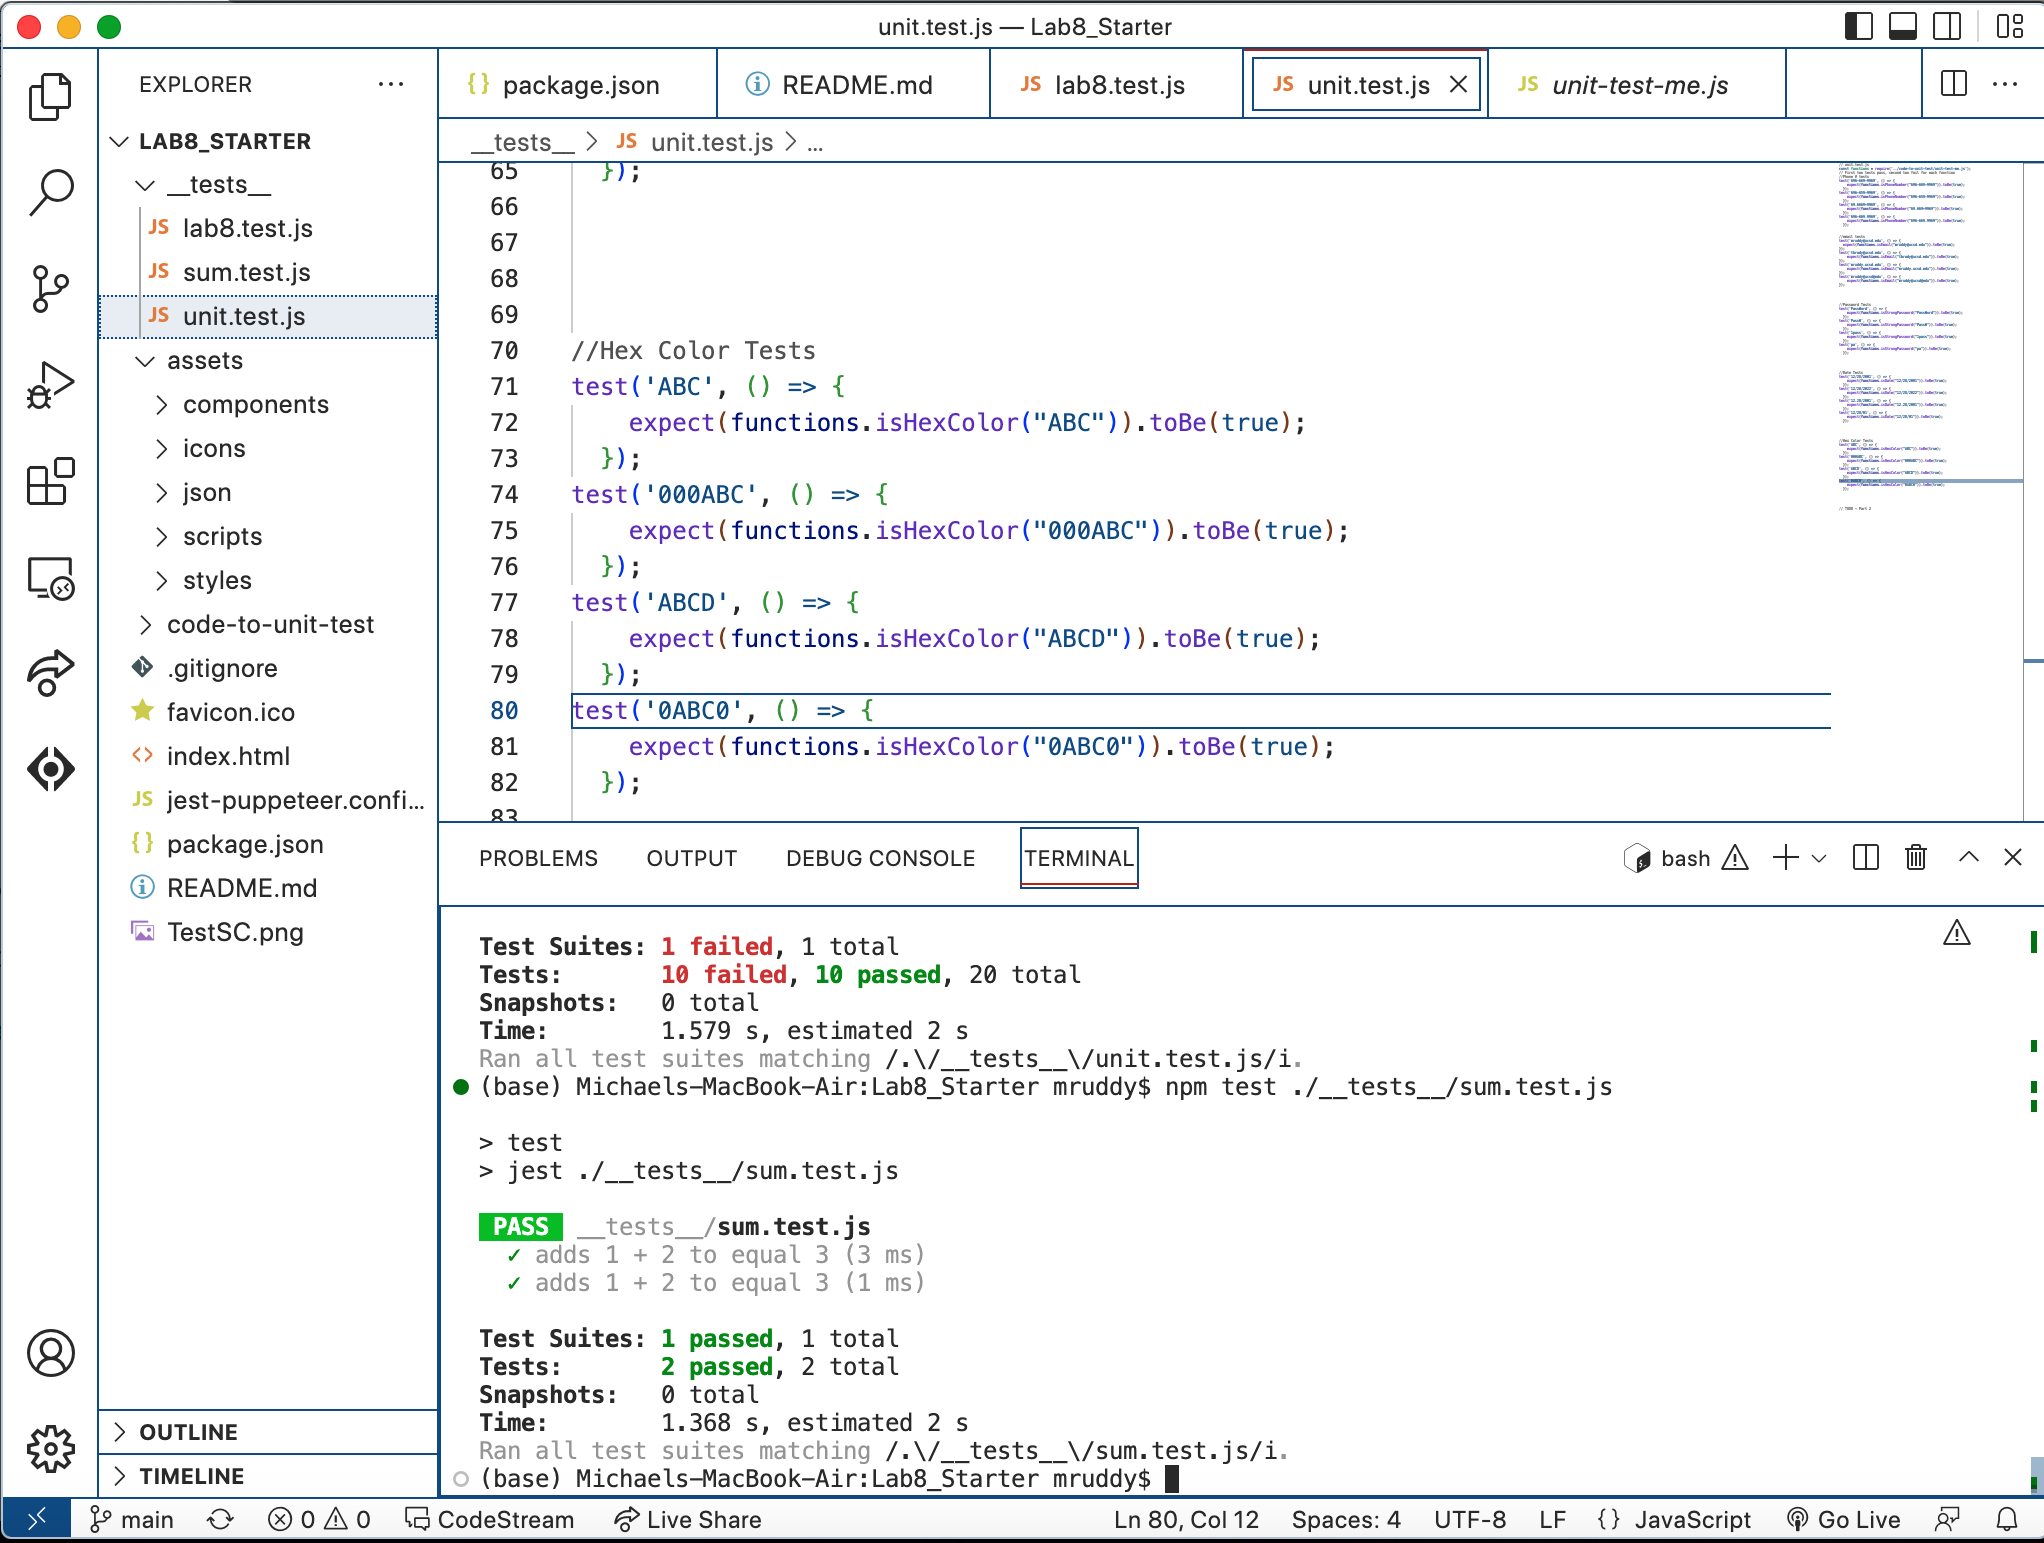 unit.test.js — Lab8_Starter
EXPLORER
package.json
README.md
JS lab8.test.js
JS unit.test.js
JS unit-test-me.js
LAB8_STARTER
__tests__
JS lab8.test.js
JS sum.test.js
JS unit.test.js
assets
components
icons
json
scripts
styles
code-to-unit-test
.gitignore
favicon.ico
index.html
JS jest-puppeteer.confi...
package.json
README.md
TestSC.png
OUTLINE
TIMELINE
__tests__ > JS unit.test.js > ...
65 });
66
67
68
69
70 //Hex Color Tests
71 test('ABC', () => {
72 expect(functions.isHexColor("ABC")).toBe(true);
73 });
74 test('000ABC', () => {
75 expect(functions.isHexColor("000ABC")).toBe(true);
76 });
77 test('ABCD', () => {
78 expect(functions.isHexColor("ABCD")).toBe(true);
79 });
80 test('0ABC0', () => {
81 expect(functions.isHexColor("0ABC0")).toBe(true);
82 });
83
PROBLEMS OUTPUT DEBUG CONSOLE TERMINAL bash
Test Suites: 1 failed, 1 total
Tests: 10 failed, 10 passed, 20 total
Snapshots: 0 total
Time: 1.579 s, estimated 2 s
Ran all test suites matching /.\/__tests__\/unit.test.js/i.
(base) Michaels-MacBook-Air:Lab8_Starter mruddy$ npm test ./__tests__/sum.test.js
> test
> jest ./__tests__/sum.test.js
PASS __tests__/sum.test.js
✓ adds 1 + 2 to equal 3 (3 ms)
✓ adds 1 + 2 to equal 3 (1 ms)
Test Suites: 1 passed, 1 total
Tests: 2 passed, 2 total
Snapshots: 0 total
Time: 1.368 s, estimated 2 s
Ran all test suites matching /.\/__tests__\/sum.test.js/i.
(base) Michaels-MacBook-Air:Lab8_Starter mruddy$
main 0 0 CodeStream Live Share Ln 80, Col 12 Spaces: 4 UTF-8 LF {} JavaScript Go Live